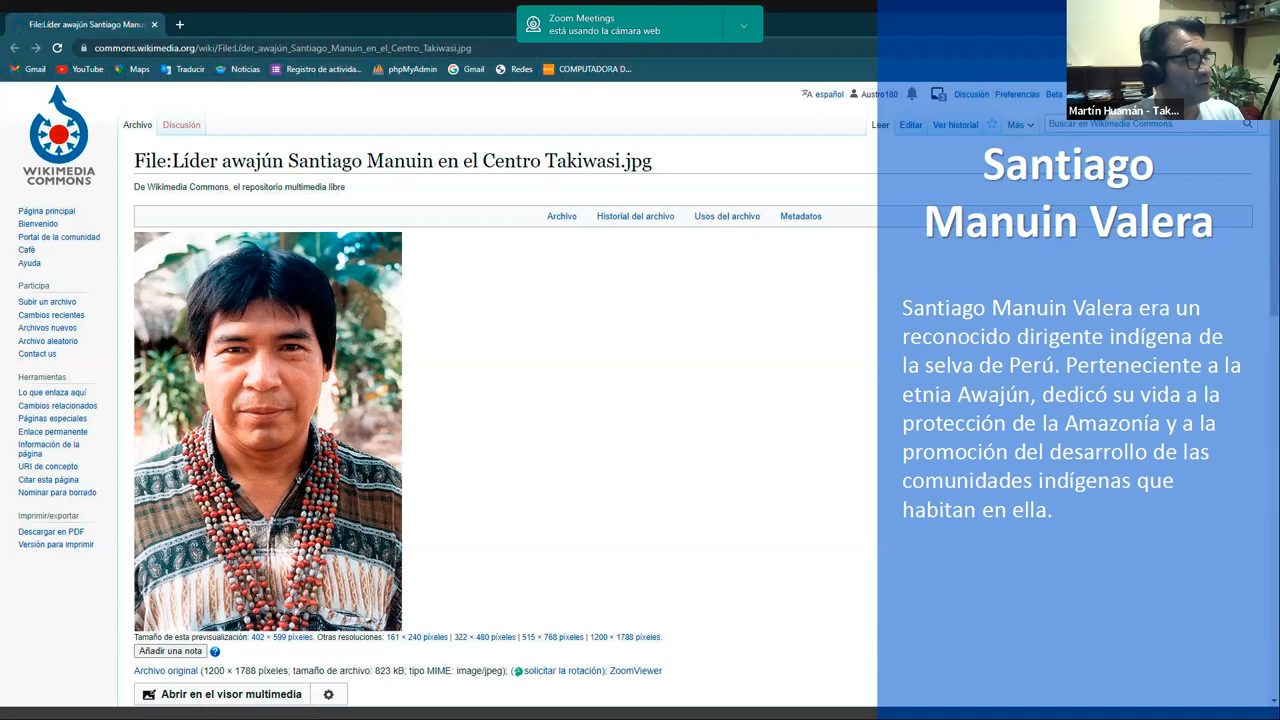 File:Líder awajún Santiago Manu
Zoom Meetings
está usando la cámara web
commons.wikimedia.org/wiki/File:Líder_awajún_Santiago_Manuin_en_el_Centro_Takiwasi.jpg
Gmail YouTube Maps Traducir Noticias Registro de activida... phpMyAdmin Gmail Redes COMPUTADORA D...
español Austro180 Discusión Preferencias Beta
Martín Huamán - Tak...
WIKIMEDIA
COMMONS
Archivo Discusión Leer Editar Ver historial Más Buscar en Wikimedia Commons
File:Líder awajún Santiago Manuin en el Centro Takiwasi.jpg
De Wikimedia Commons, el repositorio multimedia libre
Archivo Historial del archivo Usos del archivo Metadatos
Página principal
Bienvenido
Portal de la comunidad
Café
Ayuda
Participa
Subir un archivo
Cambios recientes
Archivos nuevos
Archivo aleatorio
Contact us
Herramientas
Lo que enlaza aquí
Cambios relacionados
Páginas especiales
Enlace permanente
Información de la
página
URI de concepto
Citar esta página
Nominar para borrado
Imprimir/exportar
Descargar en PDF
Versión para imprimir
Tamaño de esta previsualización: 402 × 599 píxeles. Otras resoluciones: 161 × 240 píxeles | 322 × 480 píxeles | 515 × 768 píxeles | 1200 × 1788 píxeles.
Añadir una nota ?
Archivo original (1200 × 1788 píxeles; tamaño de archivo: 823 kB; tipo MIME: image/jpeg); (solicitar la rotación); ZoomViewer
Abrir en el visor multimedia
Santiago
Manuin Valera
Santiago Manuin Valera era un
reconocido dirigente indígena de
la selva de Perú. Perteneciente a la
etnia Awajún, dedicó su vida a la
protección de la Amazonía y a la
promoción del desarrollo de las
comunidades indígenas que
habitan en ella.